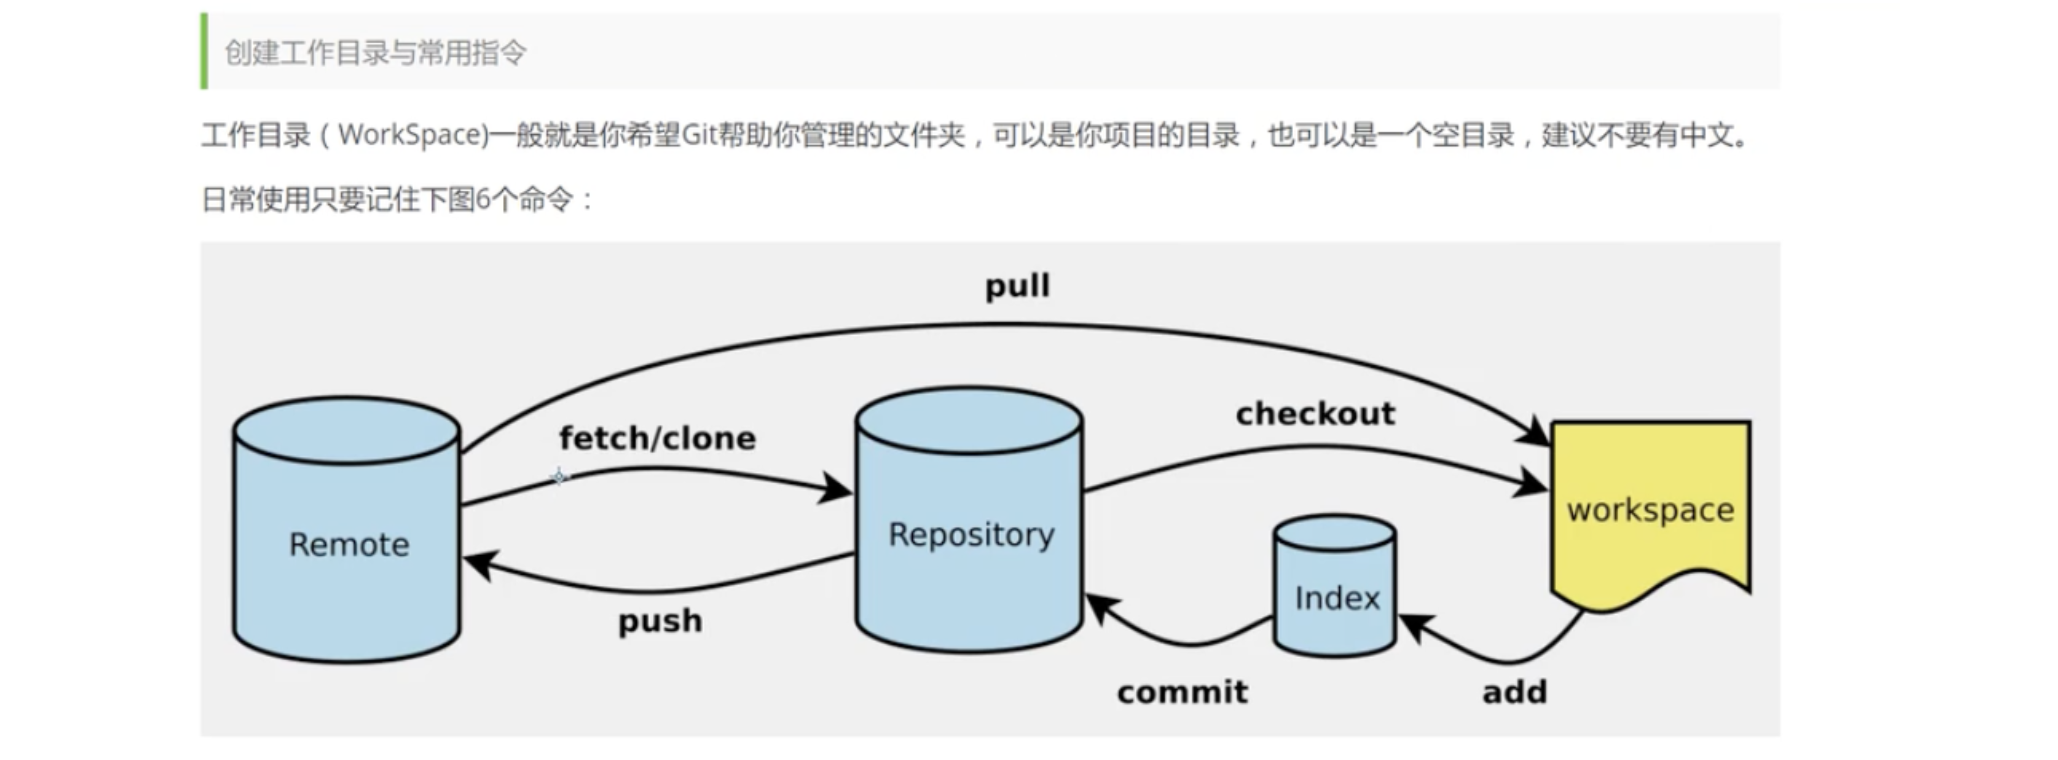 创建工作目录与常用指令
工作目录（WorkSpace)一般就是你希望Git帮助你管理的文件夹，可以是你项目的目录，也可以是一个空目录，建议不要有中文。
日常使用只要记住下图6个命令：
pull
fetch/clone
checkout
Remote
Repository
workspace
Index
push
commit
add